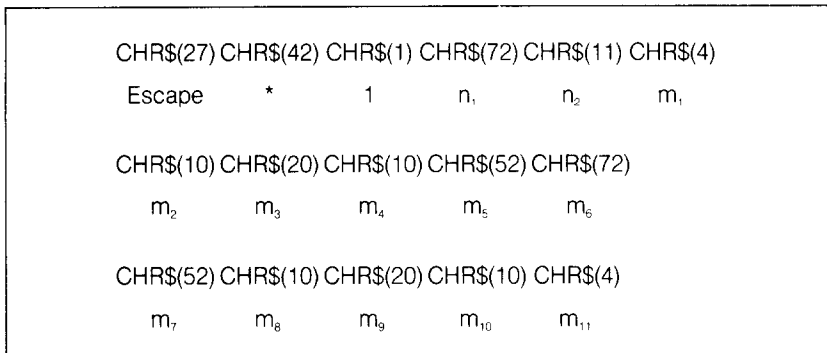 CHR$(27) CHR$(42) CHR$(1) CHR$(72) CHR$(11) CHR$(4)
Escape * 1 n₁ n₂ m₁
CHR$(10) CHR$(20) CHR$(10) CHR$(52) CHR$(72)
m₂ m₃ m₄ m₅ m₆
CHR$(52) CHR$(10) CHR$(20) CHR$(10) CHR$(4)
m₇ m₈ m₉ m₁₀ m₁₁